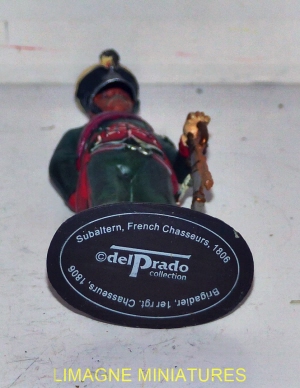 Subaltern, French Chasseurs, 1806
©delPrado
collection
Brigadier, 1er rgt. Chasseurs, 1806
LIMAGNE MINIATURES